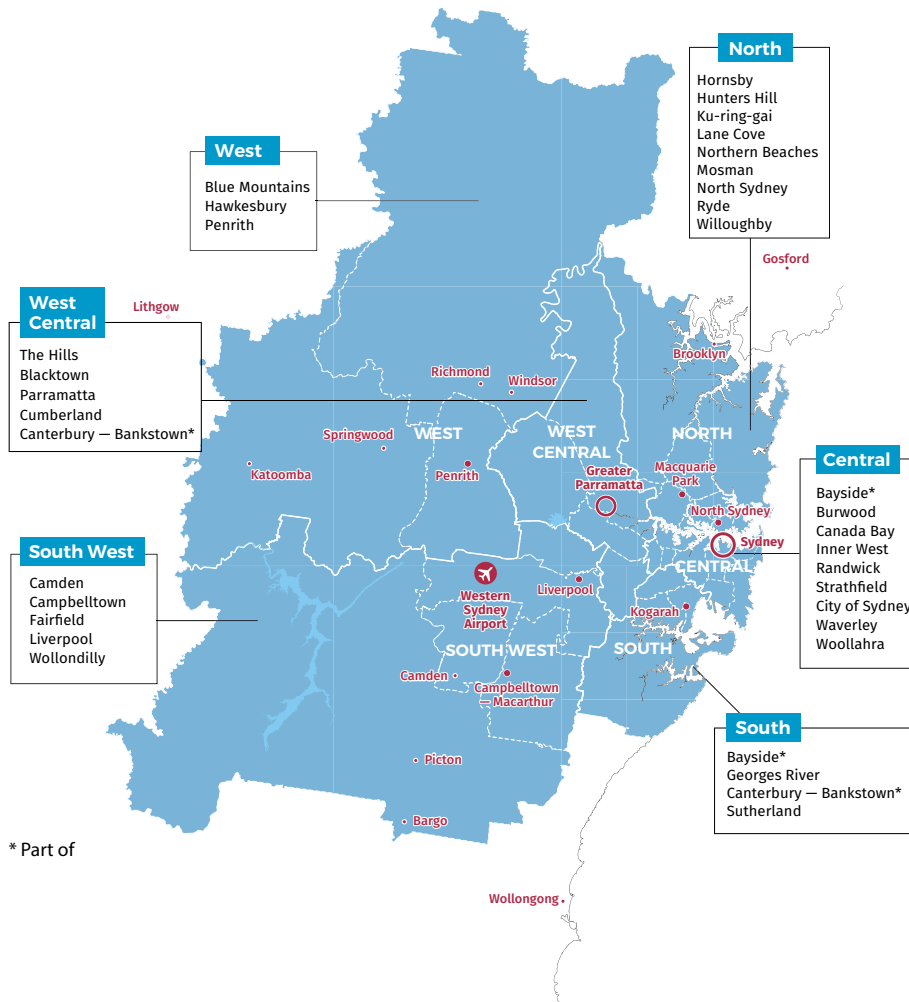 North
Hornsby
Hunters Hill
Ku-ring-gai
Lane Cove
Northern Beaches
Mosman
North Sydney
Ryde
Willoughby
West
Blue Mountains
Hawkesbury
Penrith
Gosford
West
Central
The Hills
Blacktown
Parramatta
Cumberland
Canterbury — Bankstown*
Lithgow
Brooklyn
Richmond
Windsor
Springwood
WEST
WEST
CENTRAL
NORTH
Katoomba
Penrith
Greater
Parramatta
Macquarie
Park
North Sydney
Sydney
CENTRAL
Central
Bayside*
Burwood
Canada Bay
Inner West
Randwick
Strathfield
City of Sydney
Waverley
Woollahra
South West
Camden
Campbelltown
Fairfield
Liverpool
Wollondilly
Western
Sydney
Airport
Liverpool
Kogarah
SOUTH WEST
SOUTH
Camden
Campbelltown
— Macarthur
South
Bayside*
Georges River
Canterbury — Bankstown*
Sutherland
Picton
Bargo
* Part of
Wollongong